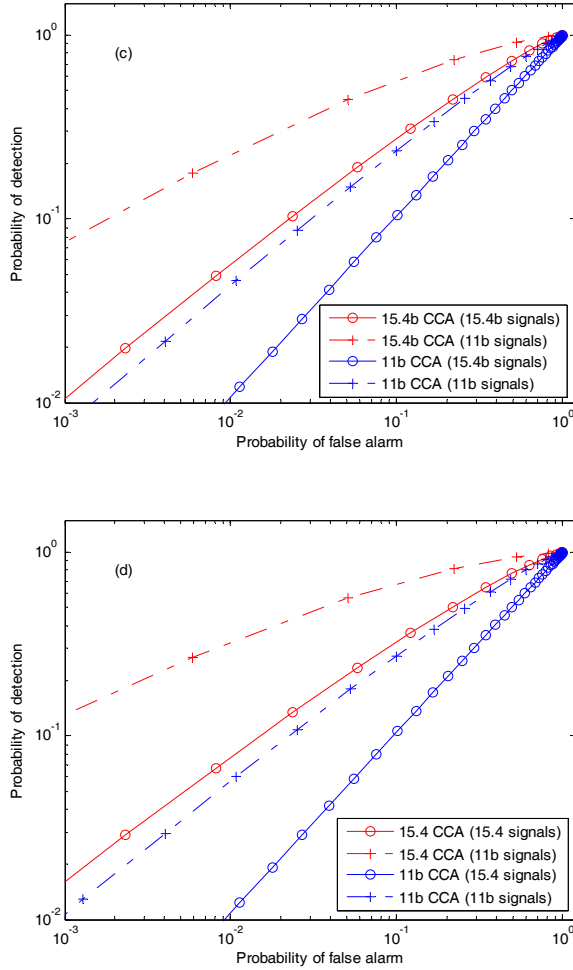 (c)
Probability of detection
10^0
10^-1
10^-2
15.4b CCA (15.4b signals)
15.4b CCA (11b signals)
11b CCA (15.4b signals)
11b CCA (11b signals)
10^-3 10^-2 10^-1 10^0
Probability of false alarm
(d)
Probability of detection
10^0
10^-1
10^-2
15.4 CCA (15.4 signals)
15.4 CCA (11b signals)
11b CCA (15.4 signals)
11b CCA (11b signals)
10^-3 10^-2 10^-1 10^0
Probability of false alarm